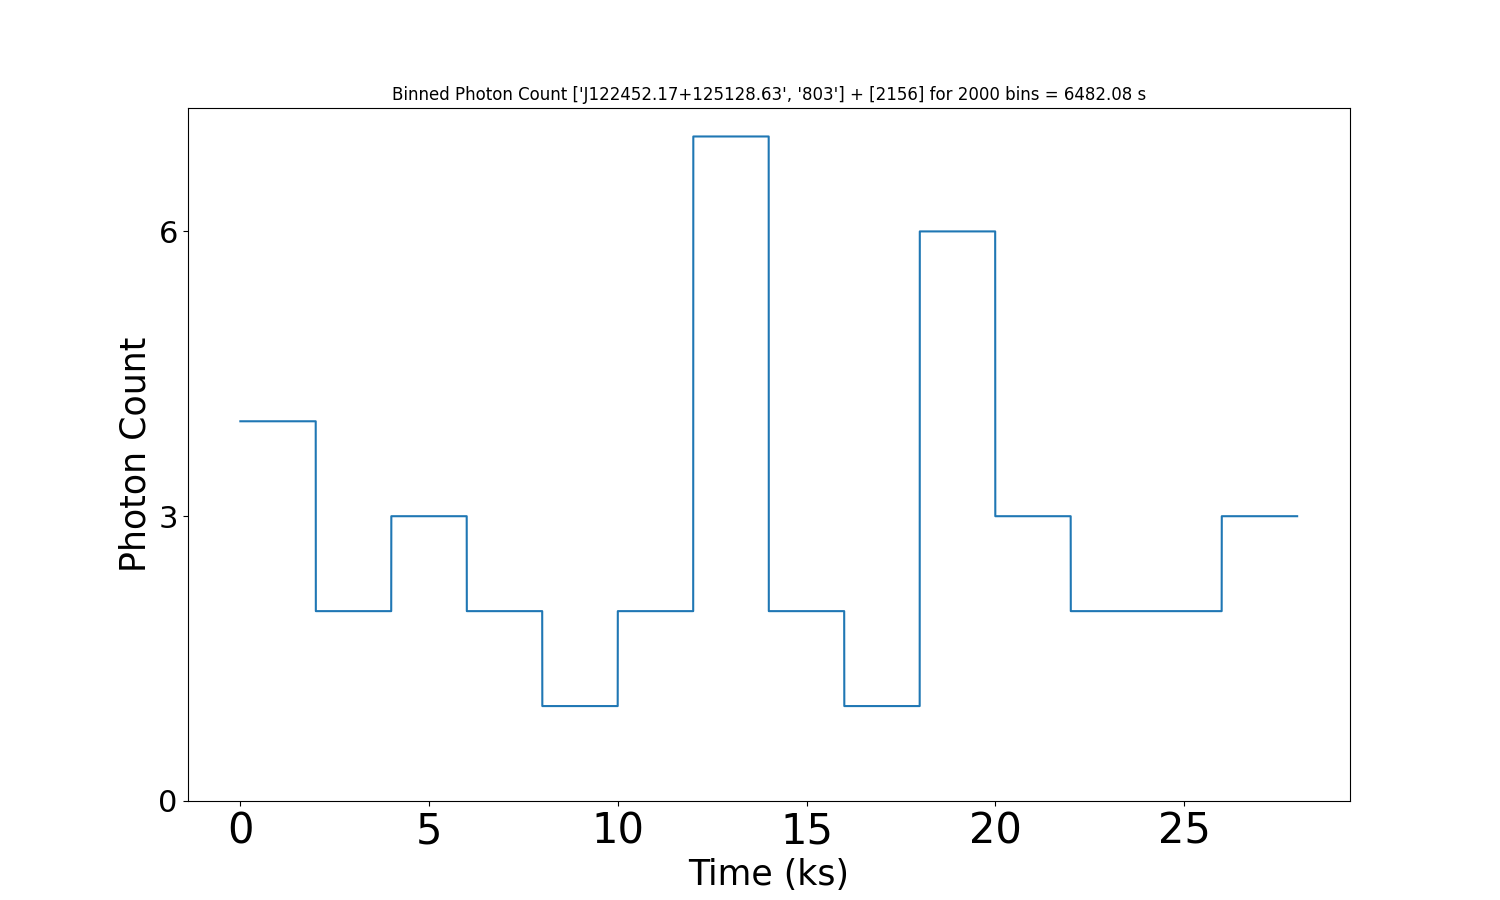 Binned Photon Count ['J122452.17+125128.63', '803'] + [2156] for 2000 bins = 6482.08 s
Photon Count
6
3
0
0 5 10 15 20 25
Time (ks)